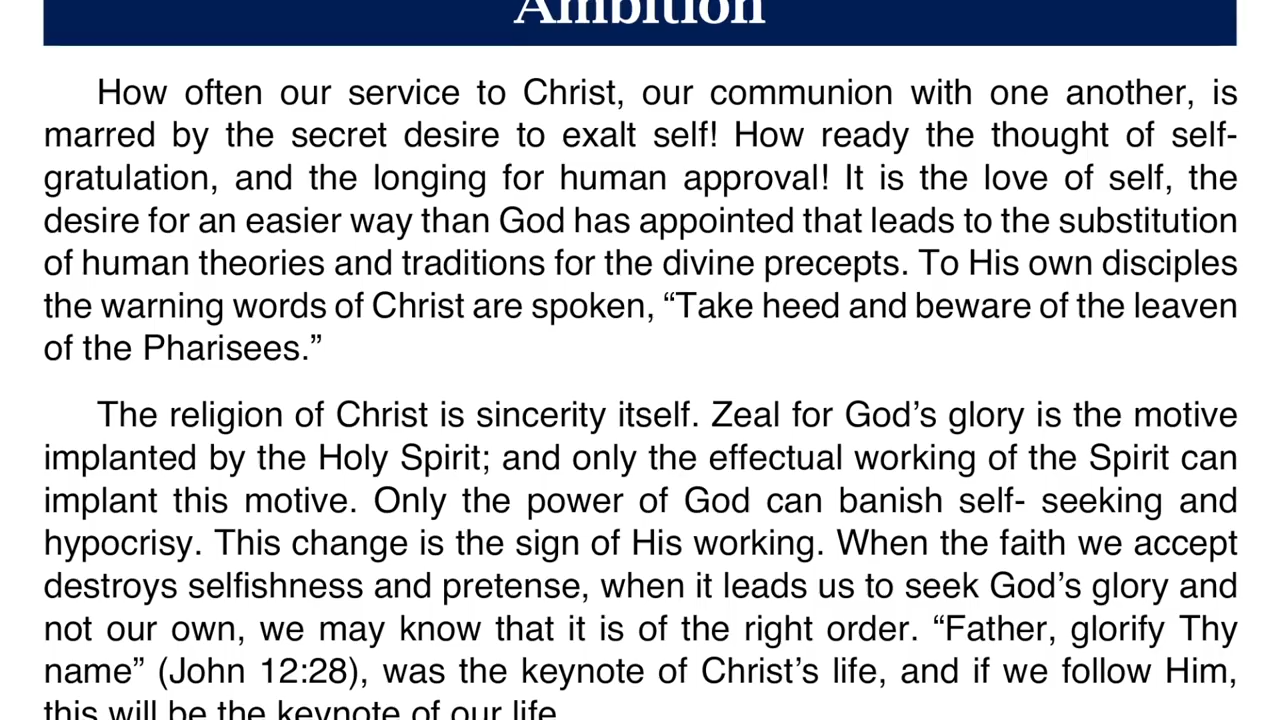 Ambition
How often our service to Christ, our communion with one another, is
marred by the secret desire to exalt self! How ready the thought of self-
gratulation, and the longing for human approval! It is the love of self, the
desire for an easier way than God has appointed that leads to the substitution
of human theories and traditions for the divine precepts. To His own disciples
the warning words of Christ are spoken, “Take heed and beware of the leaven
of the Pharisees.”
The religion of Christ is sincerity itself. Zeal for God’s glory is the motive
implanted by the Holy Spirit; and only the effectual working of the Spirit can
implant this motive. Only the power of God can banish self- seeking and
hypocrisy. This change is the sign of His working. When the faith we accept
destroys selfishness and pretense, when it leads us to seek God’s glory and
not our own, we may know that it is of the right order. “Father, glorify Thy
name” (John 12:28), was the keynote of Christ’s life, and if we follow Him,
this will be the keynote of our life.